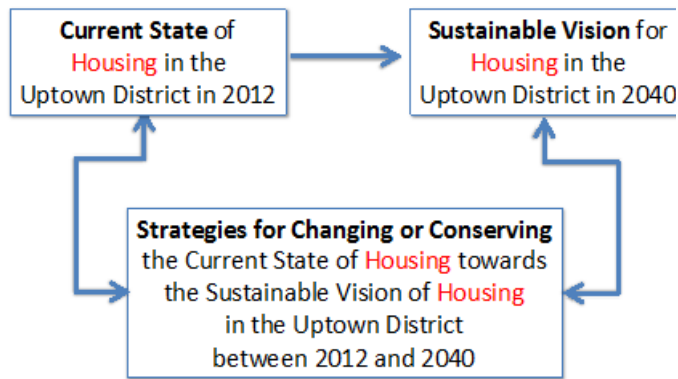 Current State of
Housing in the
Uptown District in 2012
Sustainable Vision for
Housing in the
Uptown District in 2040
Strategies for Changing or Conserving
the Current State of Housing towards
the Sustainable Vision of Housing
in the Uptown District
between 2012 and 2040